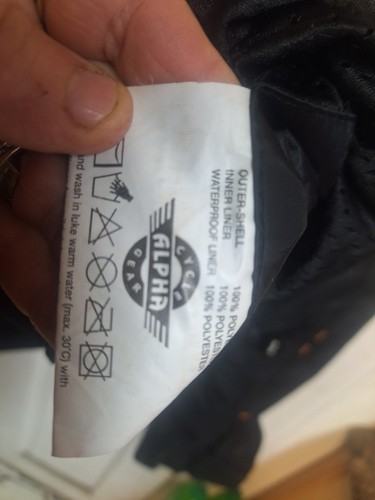 OUTER-SHELL 100% POLY
INNER LINER 100% POLYES
WATERPROOF LINER 100% POLYESTER
ALPHA
CYCLE
GEAR
and wash in luke warm water (max. 30°C) with